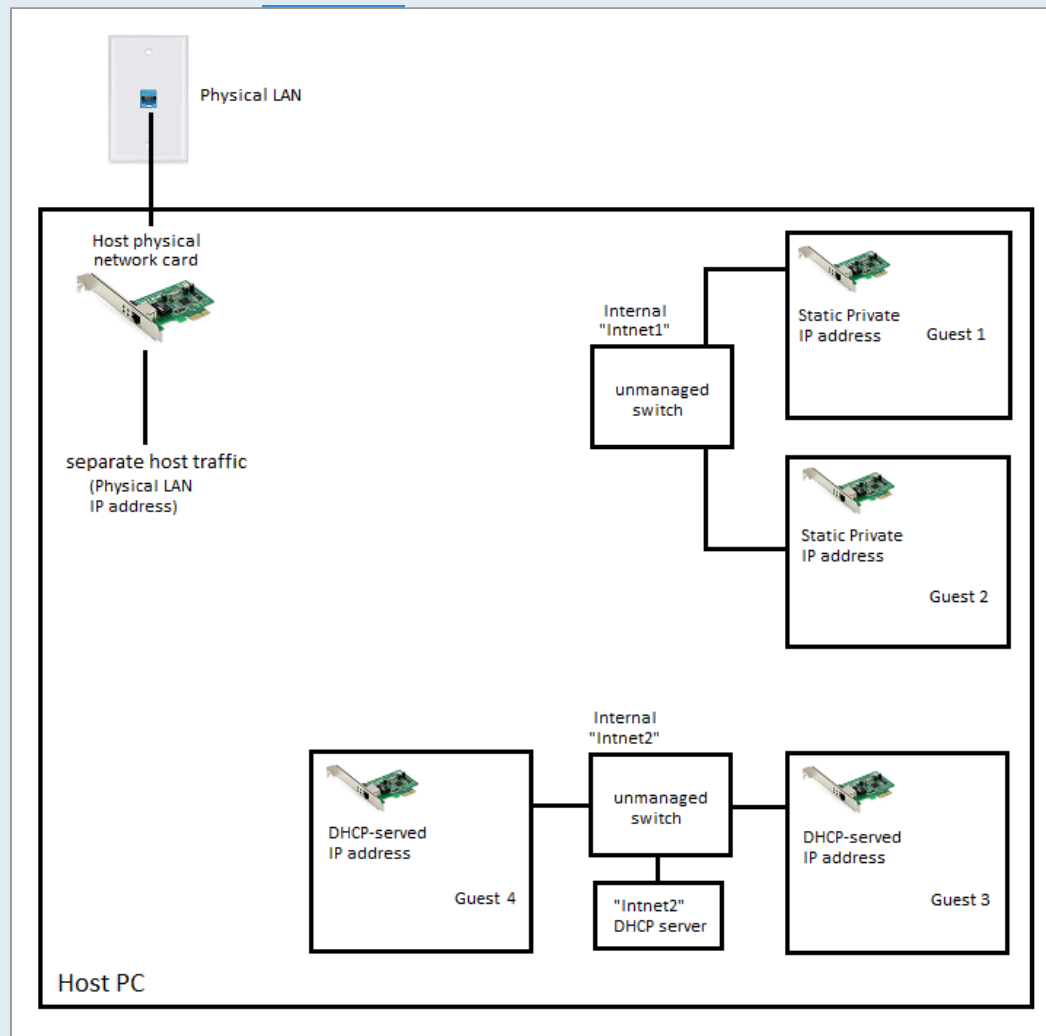 Physical LAN
Host physical
network card
separate host traffic
(Physical LAN
IP address)
Internal
"Intnet1"
unmanaged
switch
Static Private
IP address
Guest 1
Static Private
IP address
Guest 2
Internal
"Intnet2"
unmanaged
switch
"Intnet2"
DHCP server
DHCP-served
IP address
Guest 4
DHCP-served
IP address
Guest 3
Host PC